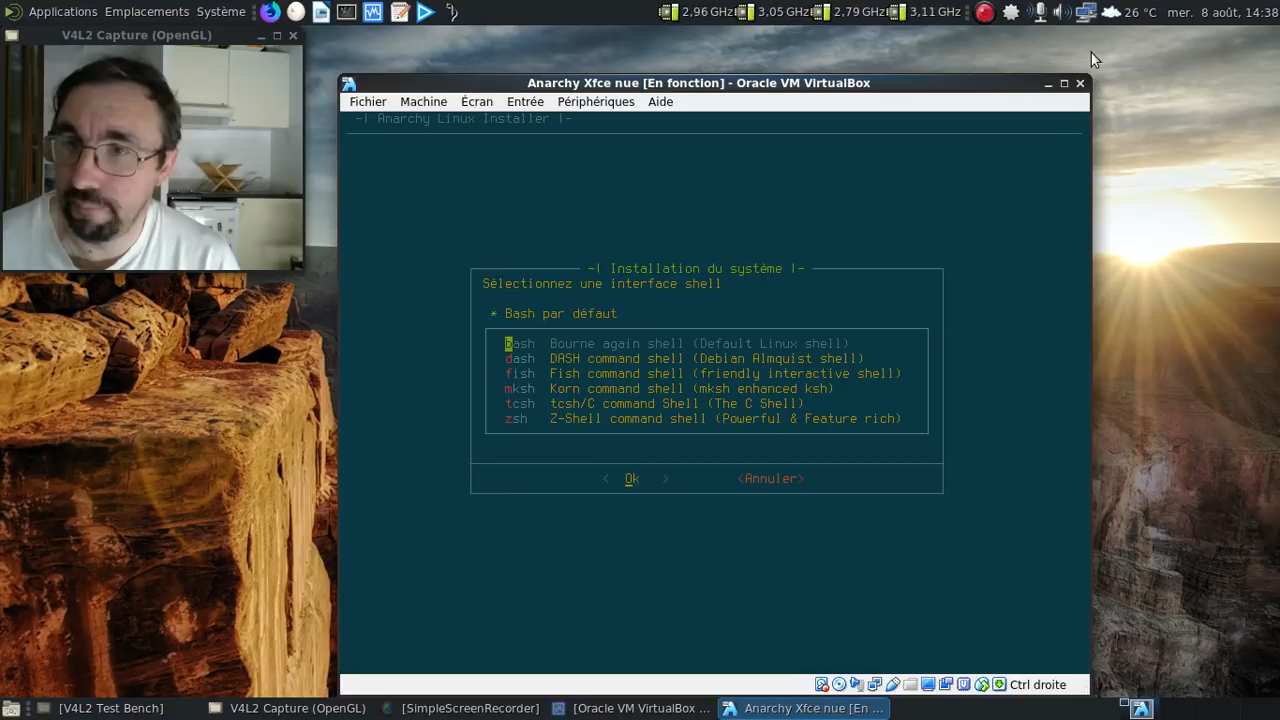 Applications Emplacements Système
2,96 GHz 3,05 GHz 2,79 GHz 3,11 GHz 26 °C mer. 8 août, 14:38
V4L2 Capture (OpenGL)
Anarchy Xfce nue [En fonction] - Oracle VM VirtualBox
Fichier Machine Écran Entrée Périphériques Aide
-| Anarchy Linux Installer |-
-| Installation du système |-
Sélectionnez une interface shell
* Bash par défaut
bash Bourne again shell (Default Linux shell)
dash DASH command shell (Debian Almquist shell)
fish Fish command shell (friendly interactive shell)
mksh Korn command shell (mksh enhanced ksh)
tcsh tcsh/C command Shell (The C Shell)
zsh Z-Shell command shell (Powerful & Feature rich)
< Ok > <Annuler>
Ctrl droite
[V4L2 Test Bench] V4L2 Capture (OpenGL) [SimpleScreenRecorder] [Oracle VM VirtualBox ... Anarchy Xfce nue [En ...